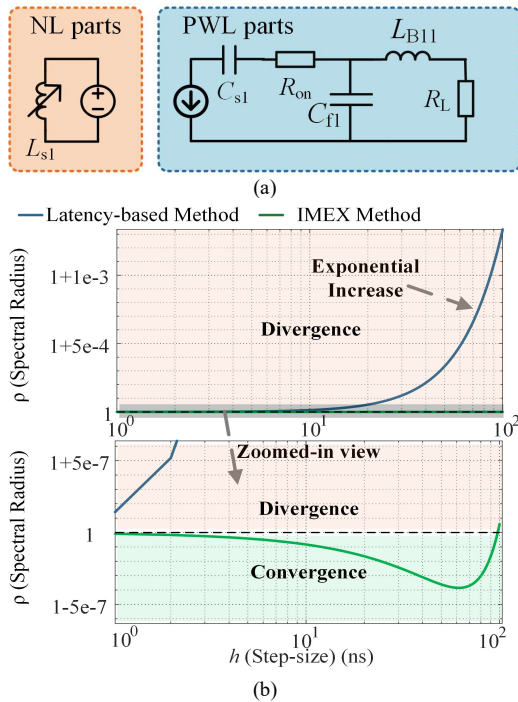 NL parts
PWL parts
L_B11
C_s1
R_on
C_f1
R_L
L_s1
(a)
Latency-based Method
IMEX Method
ρ (Spectral Radius)
1+1e-3
1+5e-4
1
Exponential
Increase
Divergence
10^0
10^1
10^2
Zoomed-in view
ρ (Spectral Radius)
1+5e-7
1
1-5e-7
Divergence
Convergence
10^0
10^1
10^2
h (Step-size) (ns)
(b)